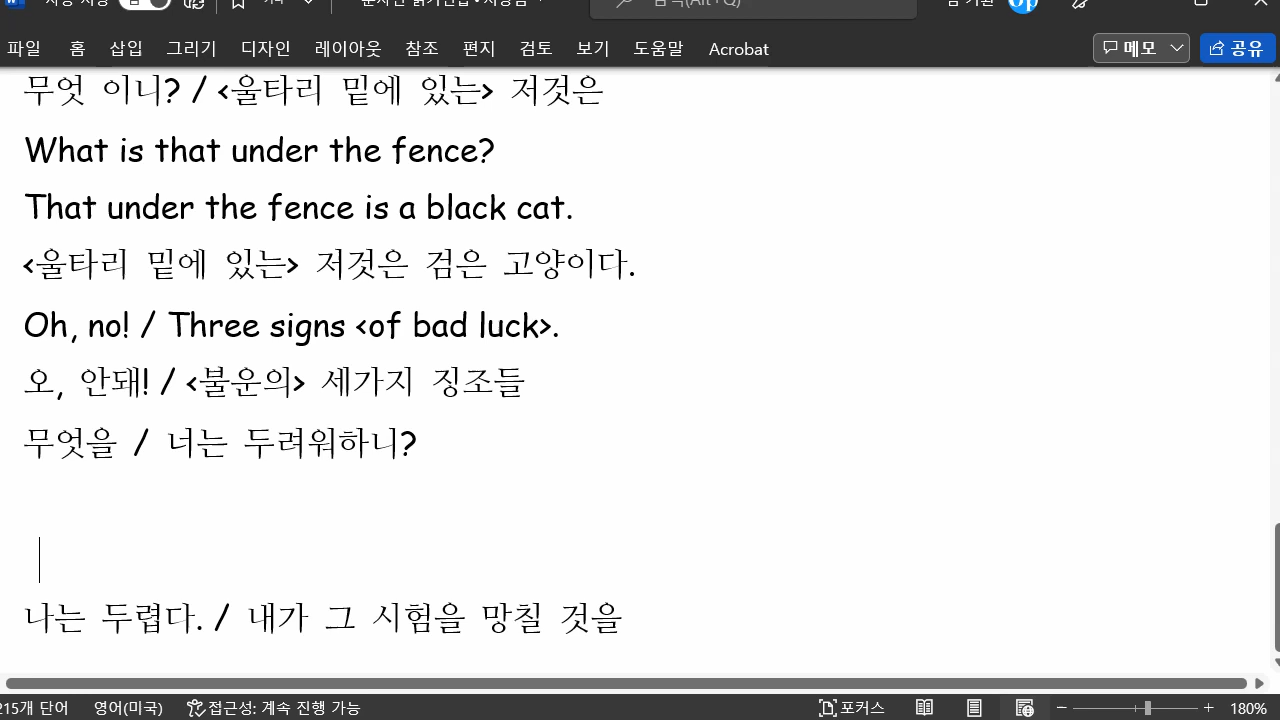 파일 홈 삽입 그리기 디자인 레이아웃 참조 편지 검토 보기 도움말 Acrobat 메모 공유
무엇 이니? / <울타리 밑에 있는> 저것은
What is that under the fence?
That under the fence is a black cat.
<울타리 밑에 있는> 저것은 검은 고양이다.
Oh, no! / Three signs <of bad luck>.
오, 안돼! / <불운의> 세가지 징조들
무엇을 / 너는 두려워하니?
나는 두렵다. / 내가 그 시험을 망칠 것을
215개 단어 영어(미국) 접근성: 계속 진행 가능 포커스 180%